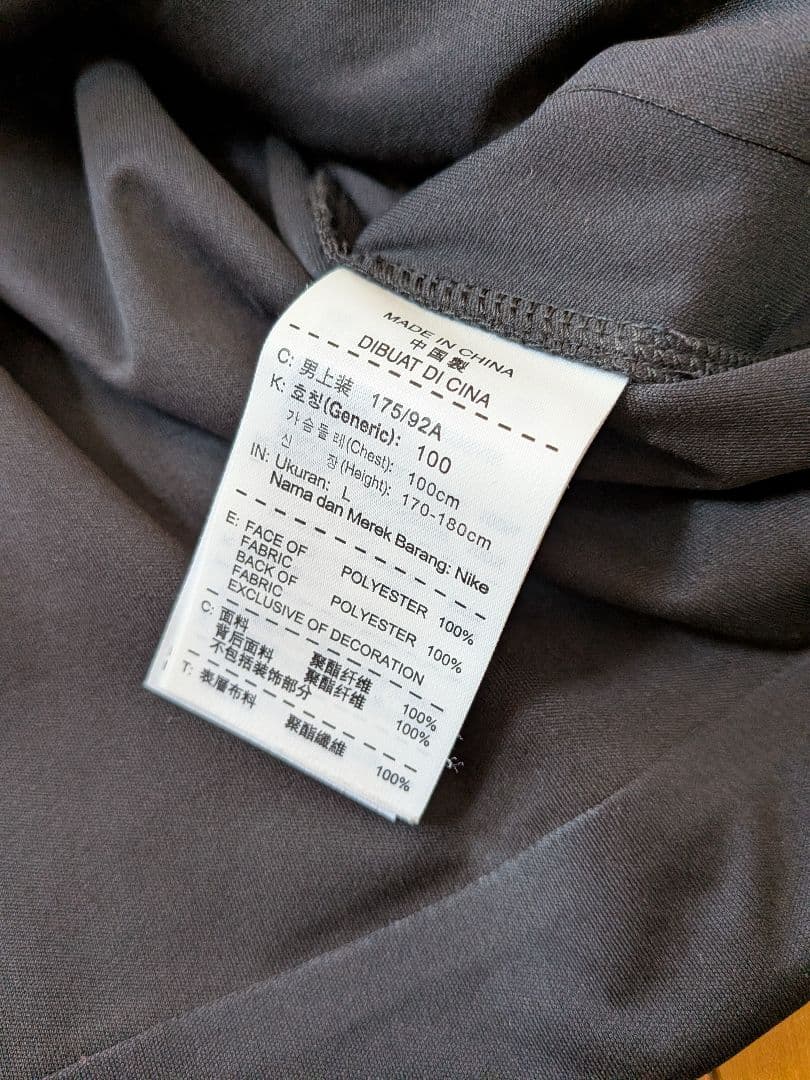 MADE IN CHINA
中国製
DIBUAT DI CINA
C: 男上装 175/92A
K: 호칭(Generic): 100
가슴둘레(Chest): 100cm
신 장(Height): 170-180cm
IN: Ukuran: L
Nama dan Merek Barang: Nike
E: FACE OF
FABRIC POLYESTER 100%
BACK OF
FABRIC POLYESTER 100%
EXCLUSIVE OF DECORATION
C: 面料 聚酯纤维 100%
背后面料 聚酯纤维 100%
不包括装饰部分
T: 表層布料 聚酯纖維 100%